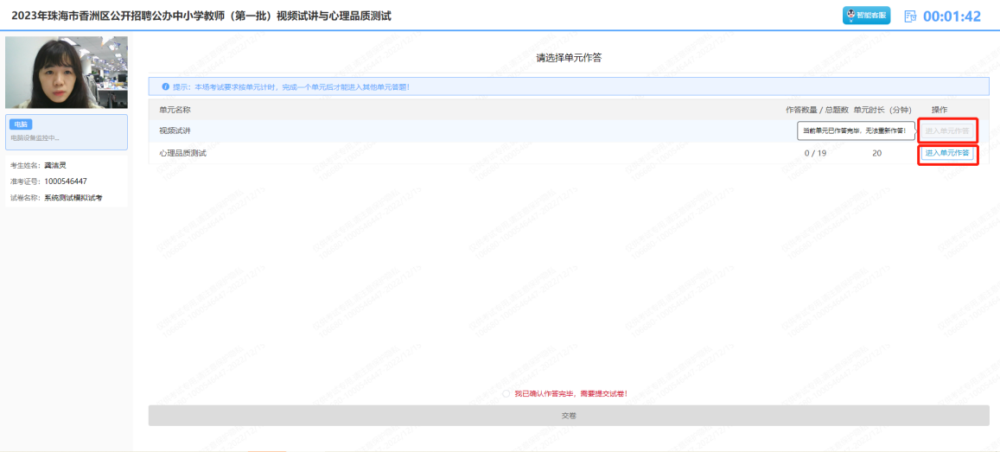 2023年珠海市香洲区公开招聘公办中小学教师（第一批）视频试讲与心理品质测试
智能客服
00:01:42
电脑
电脑设备监控中...
考生姓名：龚洁灵
准考证号：1000546447
试卷名称：系统测试模拟试考
请选择单元作答
提示：本场考试要求按单元计时，完成一个单元后才能进入其他单元答题！
单元名称 作答数量 / 总题数 单元时长（分钟） 操作
视频试讲 当前单元已作答完毕，无法重新作答！ 进入单元作答
心理品质测试 0 / 19 20 进入单元作答
我已确认作答完毕，需要提交试卷！
交卷